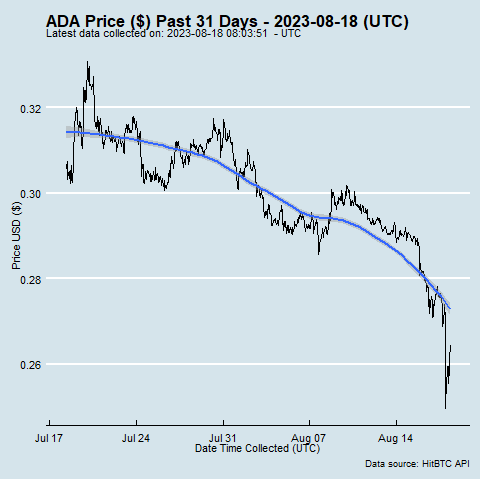 ADA Price ($) Past 31 Days - 2023-08-18 (UTC)
Latest data collected on: 2023-08-18 08:03:51  - UTC
0.32
0.30
0.28
0.26
Price USD ($)
Jul 17 Jul 24 Jul 31 Aug 07 Aug 14
Date Time Collected (UTC)
Data source: HitBTC API